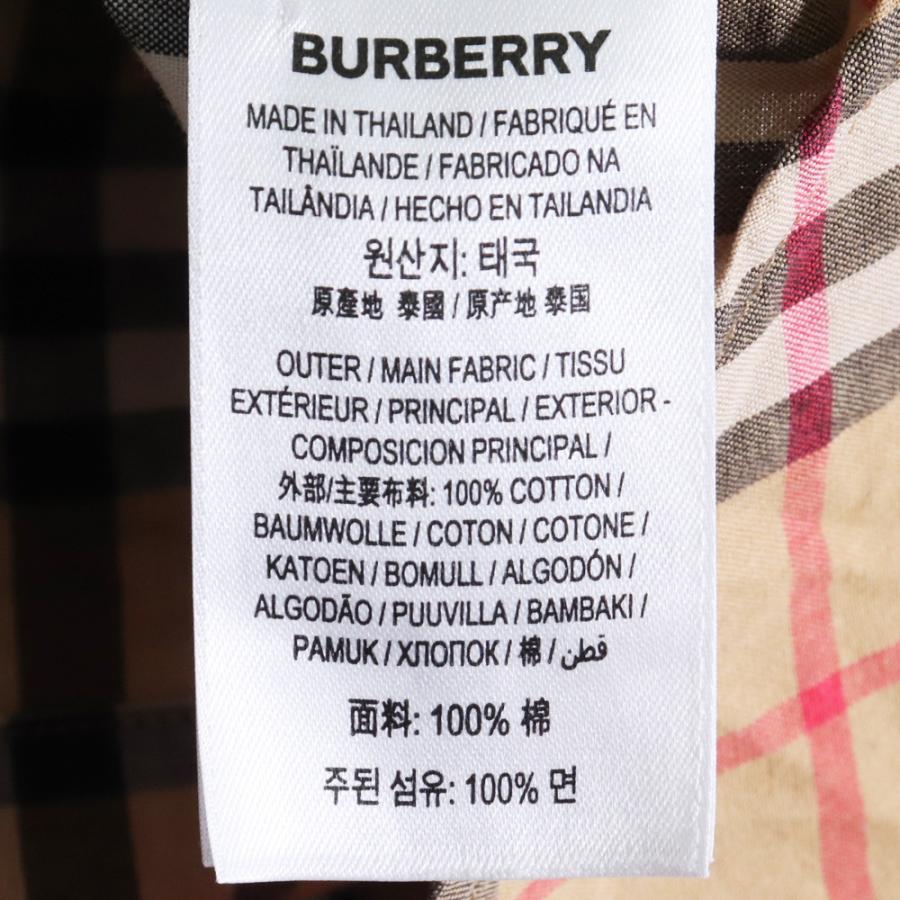 BURBERRY
MADE IN THAILAND / FABRIQUÉ EN
THAÏLANDE / FABRICADO NA
TAILÂNDIA / HECHO EN TAILANDIA
원산지: 태국
原產地 泰國 / 原产地 泰国
OUTER / MAIN FABRIC / TISSU
EXTÉRIEUR / PRINCIPAL / EXTERIOR -
COMPOSICION PRINCIPAL /
外部/主要布料: 100% COTTON /
BAUMWOLLE / COTON / COTONE /
KATOEN / BOMULL / ALGODÓN /
ALGODÃO / PUUVILLA / BAMBAKI /
PAMUK / ХЛОПОК / 棉 / قطن
面料: 100% 棉
주된 섬유: 100% 면